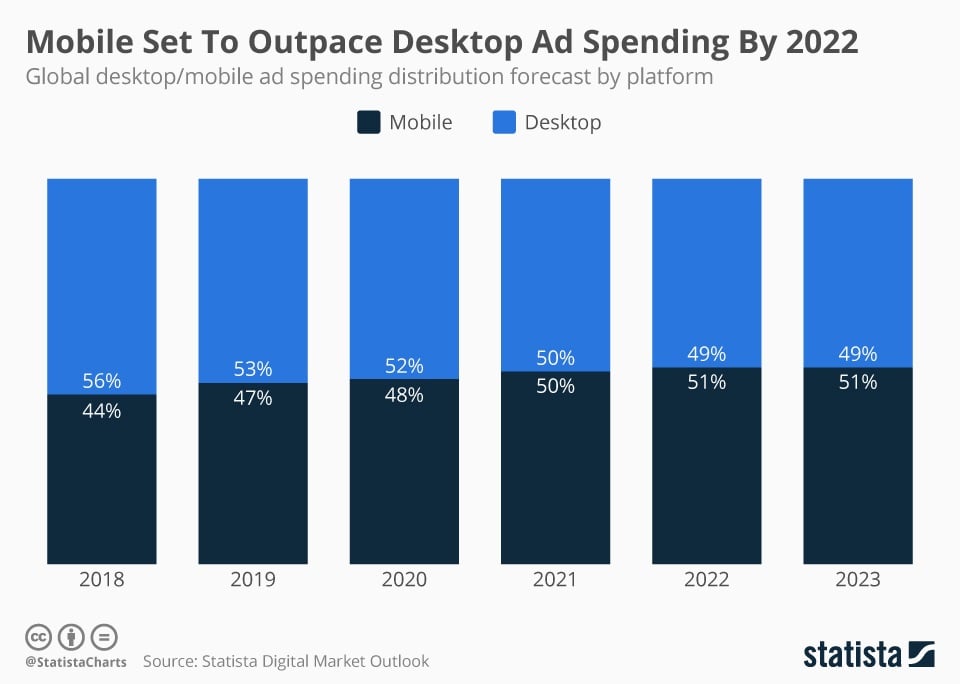 Mobile Set To Outpace Desktop Ad Spending By 2022
Global desktop/mobile ad spending distribution forecast by platform
Mobile Desktop
56% 53% 52% 50% 49% 49%
44% 47% 48% 50% 51% 51%
2018 2019 2020 2021 2022 2023
cc
@StatistaCharts Source: Statista Digital Market Outlook
statista